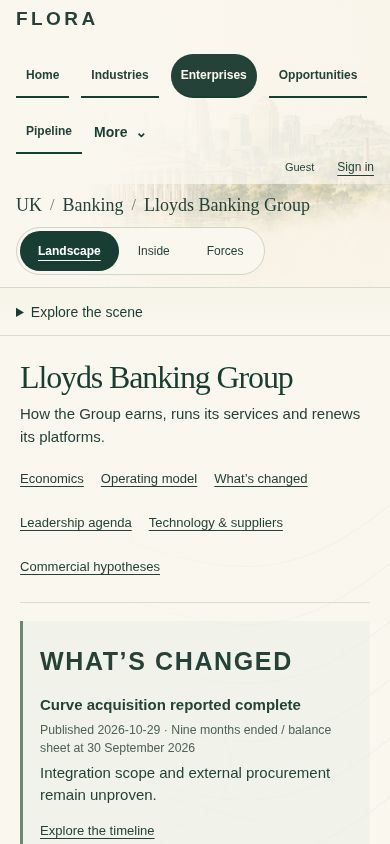 FLORA
Home Industries Enterprises Opportunities
Pipeline More
Guest Sign in
UK / Banking / Lloyds Banking Group
Landscape Inside Forces
Explore the scene
Lloyds Banking Group
How the Group earns, runs its services and renews
its platforms.
Economics Operating model What’s changed
Leadership agenda Technology & suppliers
Commercial hypotheses
WHAT’S CHANGED
Curve acquisition reported complete
Published 2026-10-29 · Nine months ended / balance
sheet at 30 September 2026
Integration scope and external procurement
remain unproven.
Explore the timeline